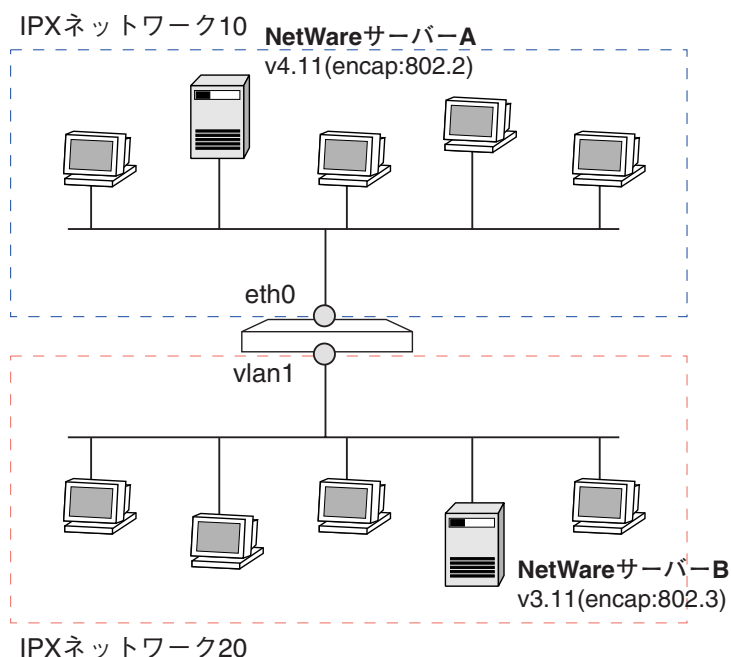 IPXネットワーク10
NetWareサーバーA
v4.11(encap:802.2)
eth0
vlan1
NetWareサーバーB
v3.11(encap:802.3)
IPXネットワーク20